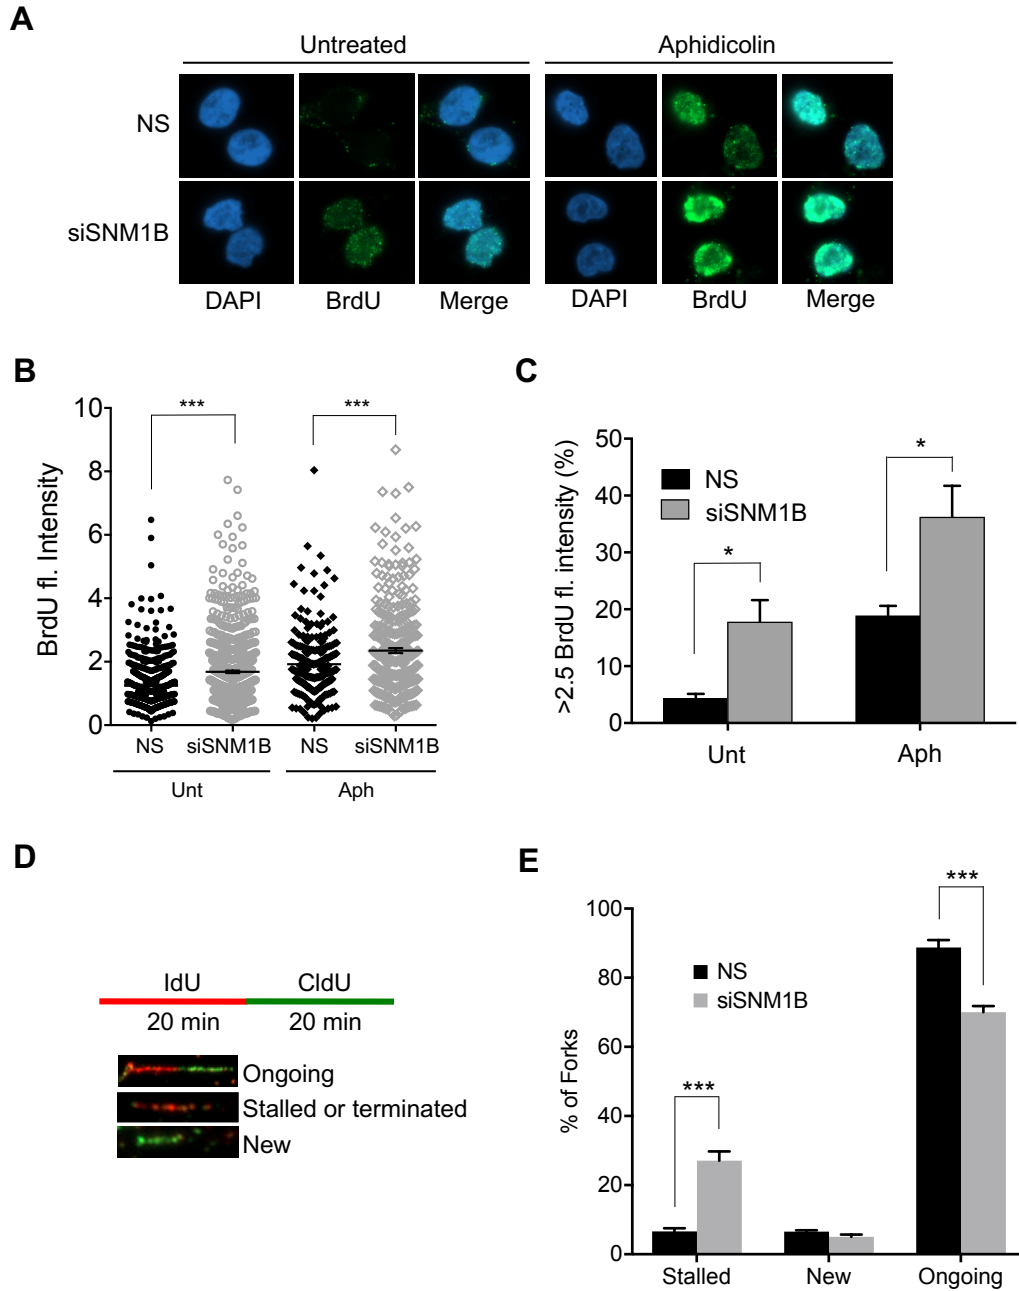 A
Untreated Aphidicolin
NS
siSNM1B
DAPI BrdU Merge DAPI BrdU Merge
B
BrdU fl. Intensity
10
8
6
4
2
0
*** ***
NS siSNM1B NS siSNM1B
Unt Aph
C
>2.5 BrdU fl. intensity (%)
50
40
30
20
10
0
NS
siSNM1B
* *
Unt Aph
D
IdU CldU
20 min 20 min
Ongoing
Stalled or terminated
New
E
% of Forks
100
80
60
40
20
0
NS
siSNM1B
*** ***
Stalled New Ongoing